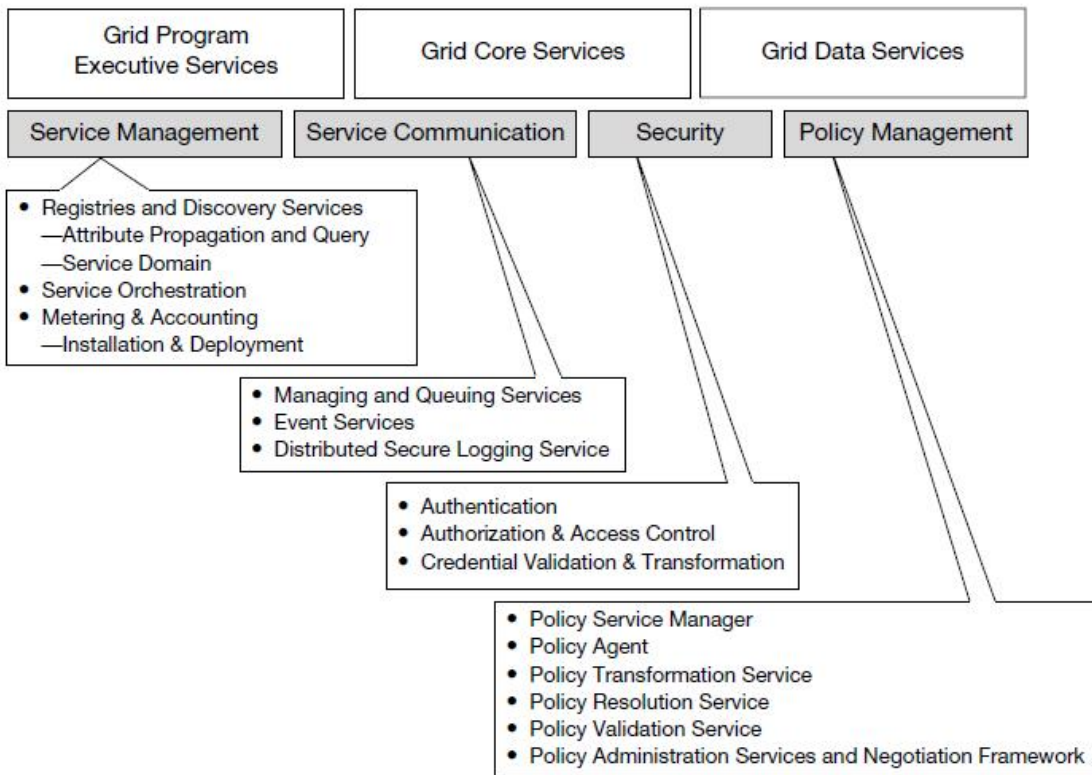 Grid Program
Executive Services
Grid Core Services
Grid Data Services
Service Management
Service Communication
Security
Policy Management
• Registries and Discovery Services
—Attribute Propagation and Query
—Service Domain
• Service Orchestration
• Metering & Accounting
—Installation & Deployment
• Managing and Queuing Services
• Event Services
• Distributed Secure Logging Service
• Authentication
• Authorization & Access Control
• Credential Validation & Transformation
• Policy Service Manager
• Policy Agent
• Policy Transformation Service
• Policy Resolution Service
• Policy Validation Service
• Policy Administration Services and Negotiation Framework